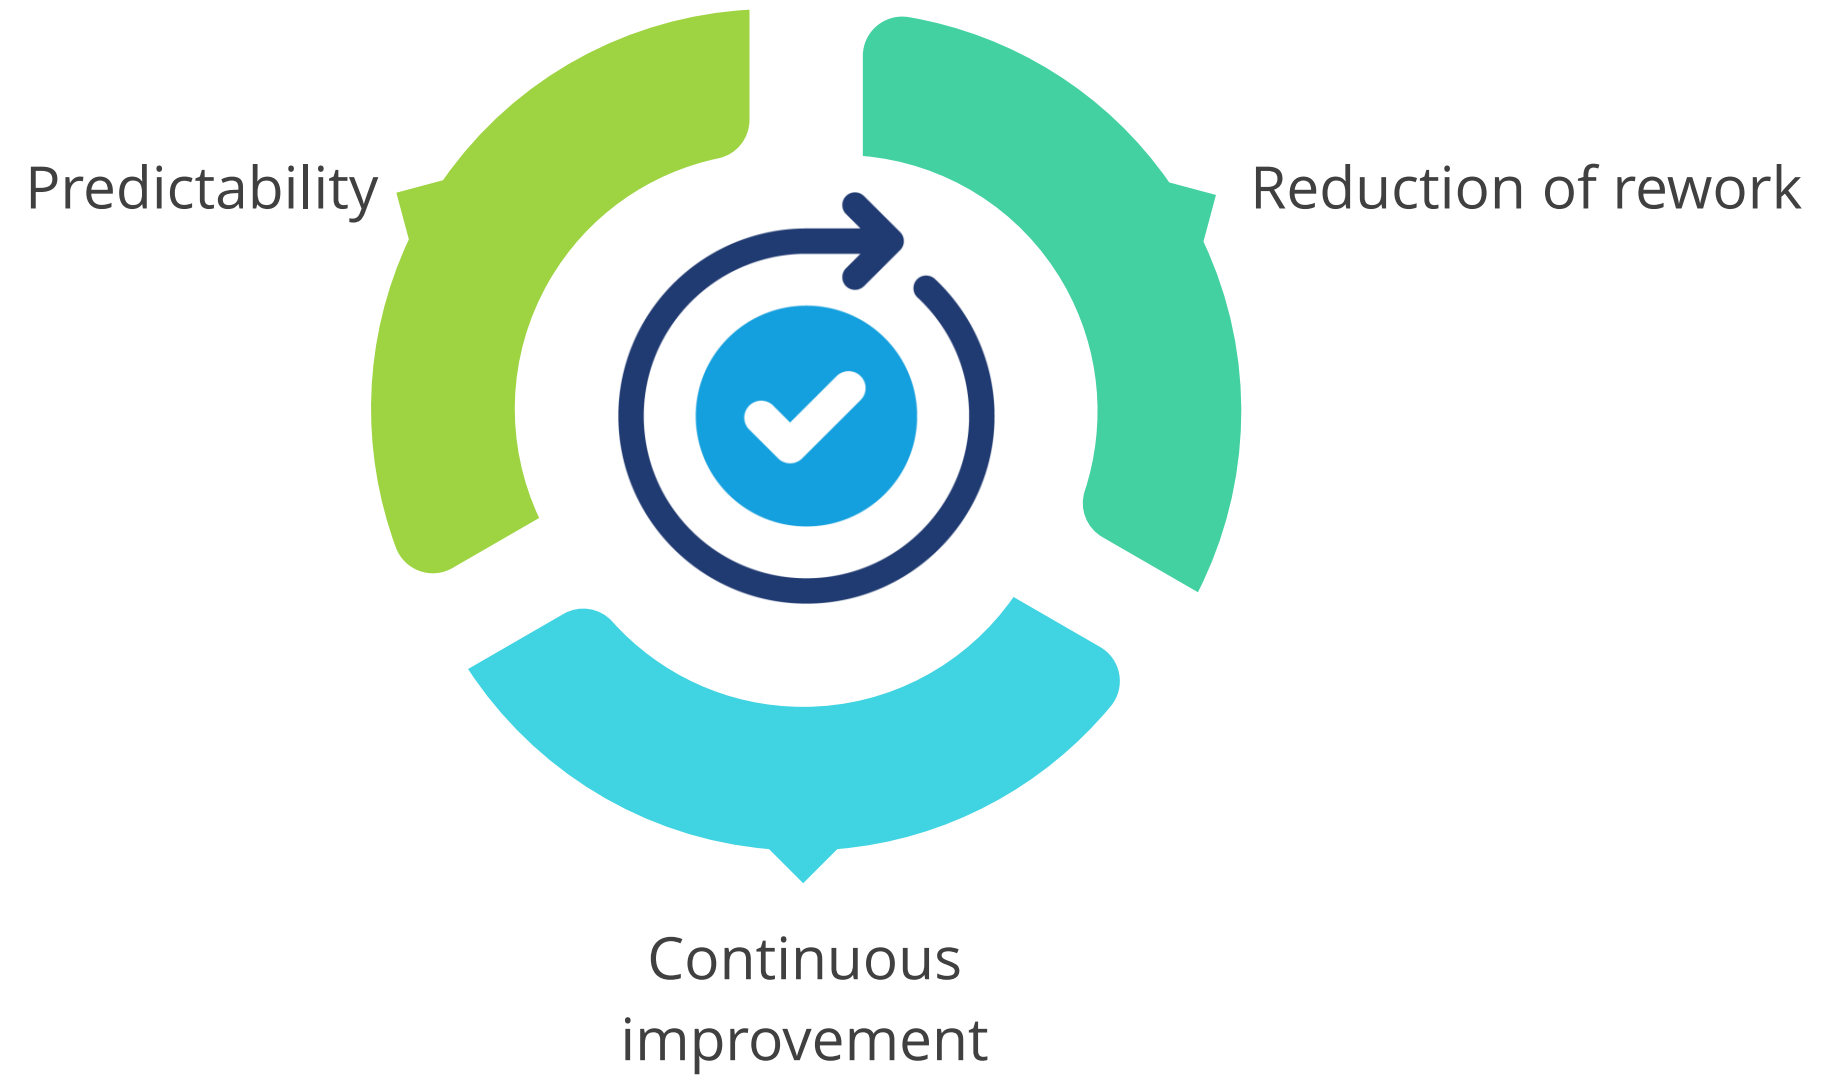 Predictability
Reduction of rework
Continuous
improvement